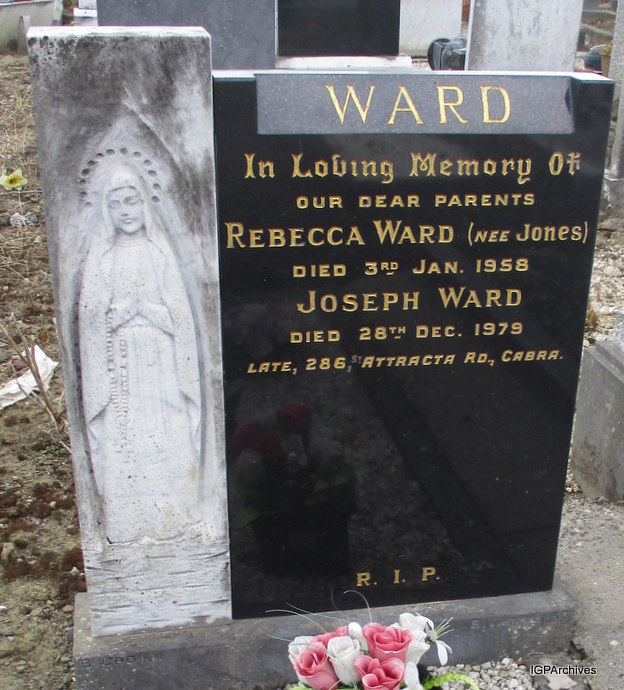 WARD
In Loving Memory Of
OUR DEAR PARENTS
REBECCA WARD (NEE JONES)
DIED 3RD JAN. 1958
JOSEPH WARD
DIED 28TH DEC. 1979
LATE, 286, ST ATTRACTA RD., CABRA.
R. I. P.
IGPArchives